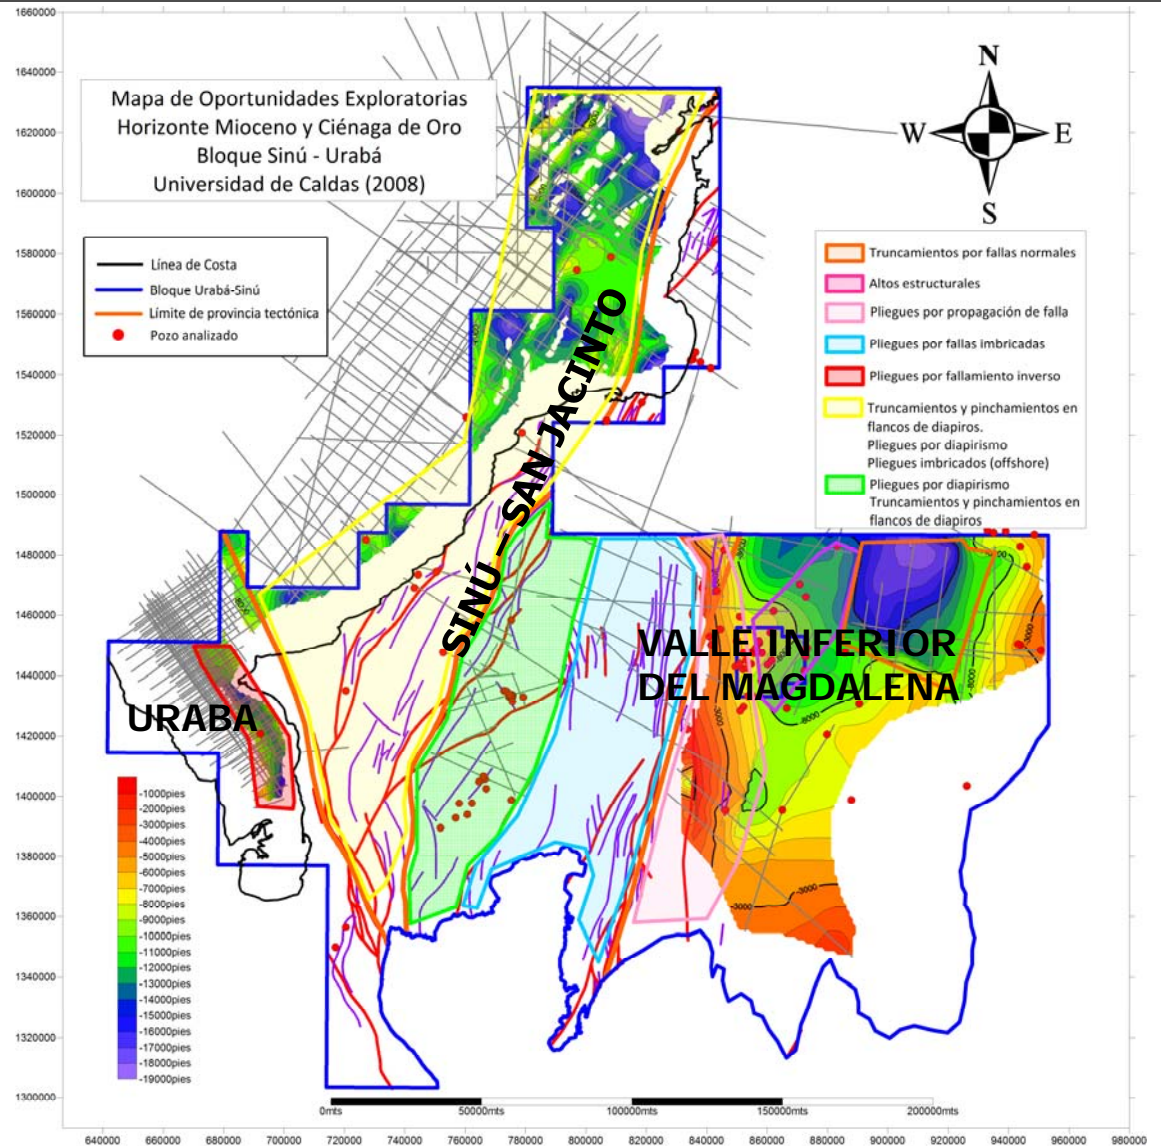 Mapa de Oportunidades Exploratorias
Horizonte Mioceno y Ciénaga de Oro
Bloque Sinú - Urabá
Universidad de Caldas (2008)
N
W E
S
Línea de Costa
Bloque Urabá-Sinú
Límite de provincia tectónica
Pozo analizado
Truncamientos por fallas normales
Altos estructurales
Pliegues por propagación de falla
Pliegues por fallas imbricadas
Pliegues por fallamiento inverso
Truncamientos y pinchamientos en
flancos de diapiros.
Pliegues por diapirismo
Pliegues imbricados (offshore)
Pliegues por diapirismo
Truncamientos y pinchamientos en
flancos de diapiros
SINÚ – SAN JACINTO
VALLE INFERIOR
DEL MAGDALENA
URABA
-1000pies
-2000pies
-3000pies
-4000pies
-5000pies
-6000pies
-7000pies
-8000pies
-9000pies
-10000pies
-11000pies
-12000pies
-13000pies
-14000pies
-15000pies
-16000pies
-17000pies
-18000pies
-19000pies
-3000
-3000
-3000
-3000
-8000
-8000
0mts 50000mts 100000mts 150000mts 200000mts
1660000
1640000
1620000
1600000
1580000
1560000
1540000
1520000
1500000
1480000
1460000
1440000
1420000
1400000
1380000
1360000
1340000
1320000
1300000
640000 660000 680000 700000 720000 740000 760000 780000 800000 820000 840000 860000 880000 900000 920000 940000 960000 980000